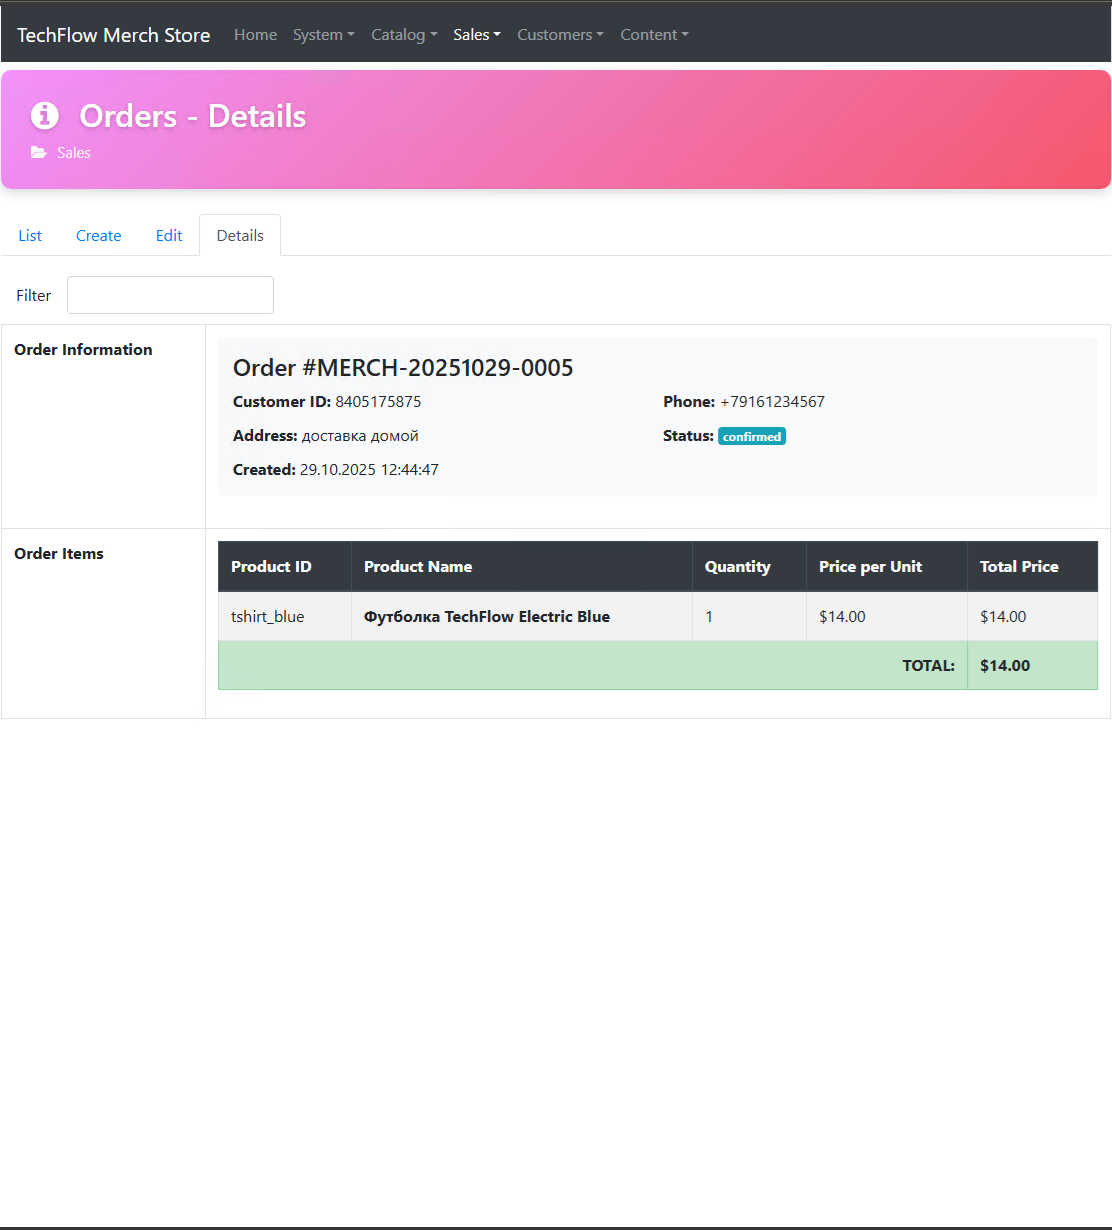 TechFlow Merch Store Home System Catalog Sales Customers Content
Orders - Details
Sales
List Create Edit Details
Filter
Order Information
Order #MERCH-20251029-0005
Customer ID: 8405175875 Phone: +79161234567
Address: доставка домой Status: confirmed
Created: 29.10.2025 12:44:47
Order Items
Product ID Product Name Quantity Price per Unit Total Price
tshirt_blue Футболка TechFlow Electric Blue 1 $14.00 $14.00
TOTAL: $14.00